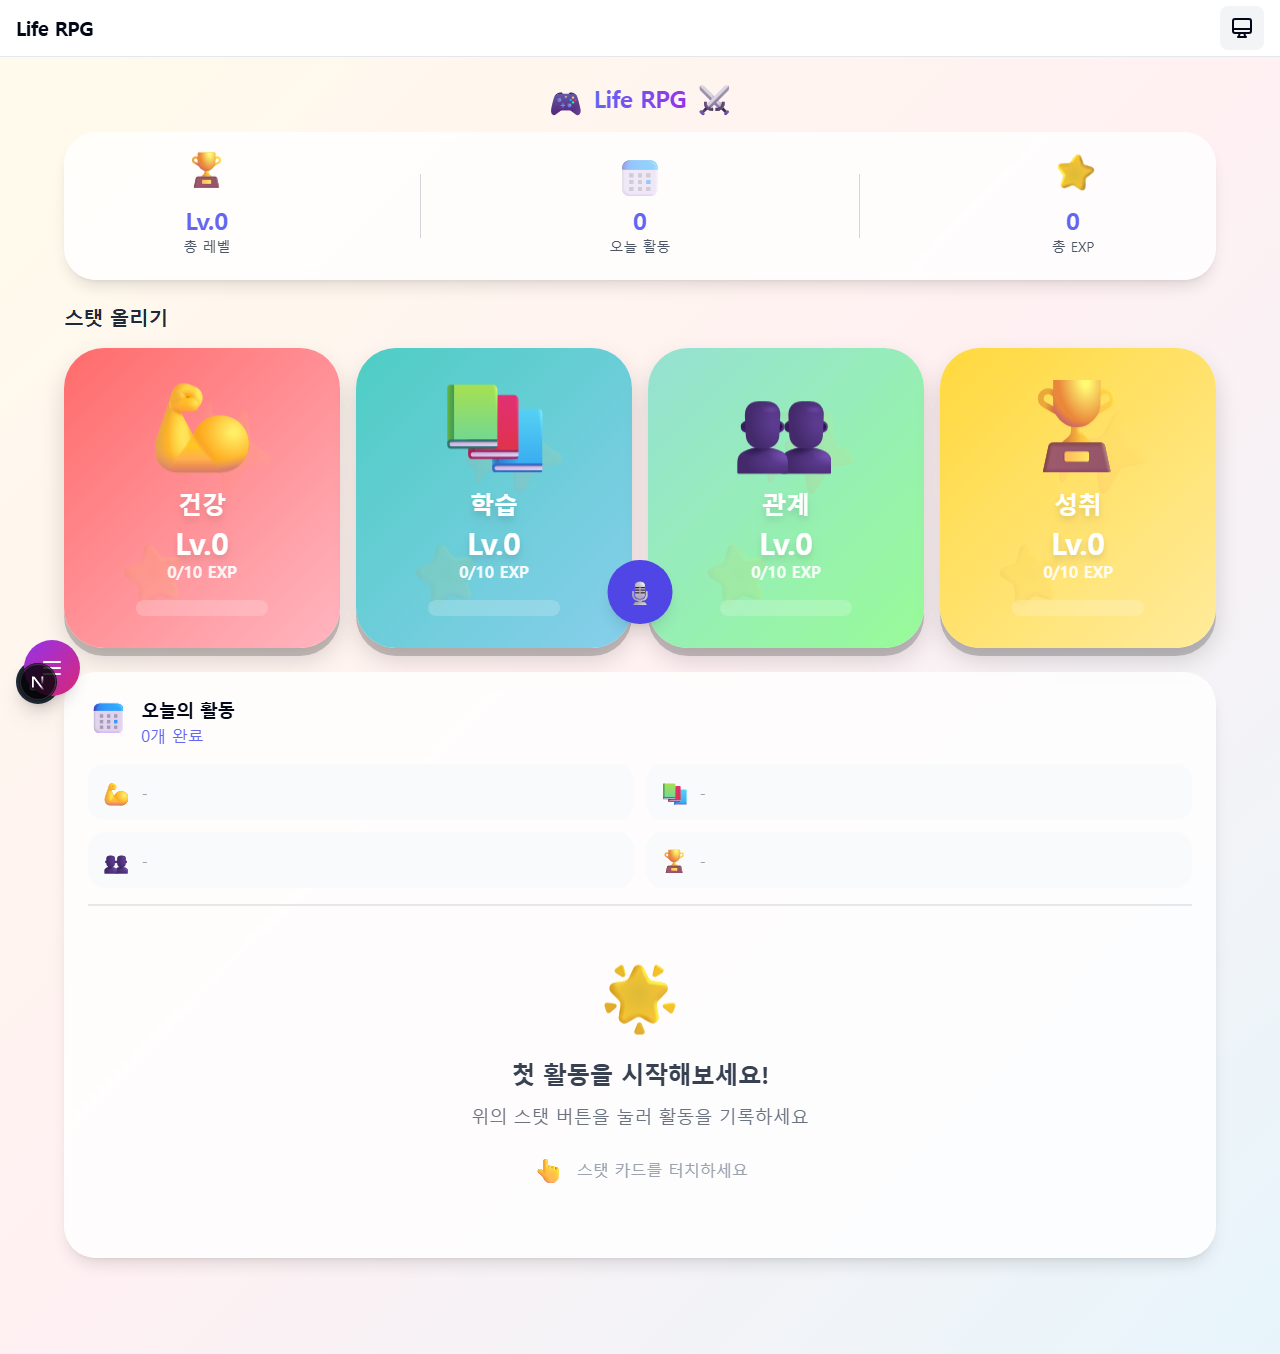 Life RPG
Life RPG
Lv.0
총 레벨
0
오늘 활동
0
총 EXP
스탯 올리기
건강
Lv.0
0/10 EXP
학습
Lv.0
0/10 EXP
관계
Lv.0
0/10 EXP
성취
Lv.0
0/10 EXP
N
오늘의 활동
0개 완료
-
-
-
-
첫 활동을 시작해보세요!
위의 스탯 버튼을 눌러 활동을 기록하세요
스탯 카드를 터치하세요